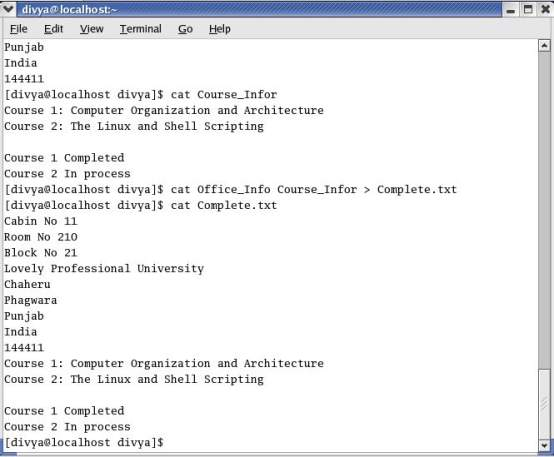 divya@localhost:~
File Edit View Terminal Go Help
Punjab
India
144411
[divya@localhost divya]$ cat Course_Infor
Course 1: Computer Organization and Architecture
Course 2: The Linux and Shell Scripting

Course 1 Completed
Course 2 In process
[divya@localhost divya]$ cat Office_Info Course_Infor > Complete.txt
[divya@localhost divya]$ cat Complete.txt
Cabin No 11
Room No 210
Block No 21
Lovely Professional University
Chaheru
Phagwara
Punjab
India
144411
Course 1: Computer Organization and Architecture
Course 2: The Linux and Shell Scripting

Course 1 Completed
Course 2 In process
[divya@localhost divya]$